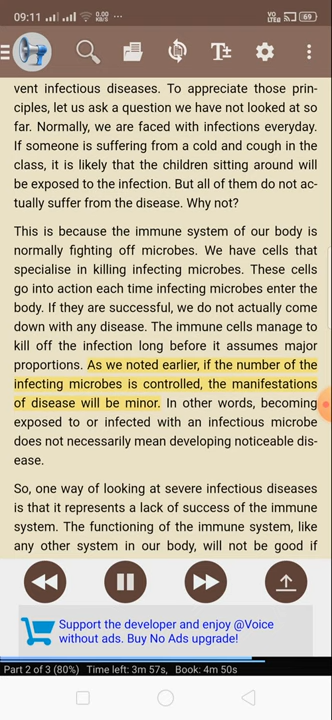 09:11
0.00
KB/S
VO
LTE
69
T±
vent infectious diseases. To appreciate those prin-
ciples, let us ask a question we have not looked at so
far. Normally, we are faced with infections everyday.
If someone is suffering from a cold and cough in the
class, it is likely that the children sitting around will
be exposed to the infection. But all of them do not ac-
tually suffer from the disease. Why not?
This is because the immune system of our body is
normally fighting off microbes. We have cells that
specialise in killing infecting microbes. These cells
go into action each time infecting microbes enter the
body. If they are successful, we do not actually come
down with any disease. The immune cells manage to
kill off the infection long before it assumes major
proportions. As we noted earlier, if the number of the
infecting microbes is controlled, the manifestations
of disease will be minor. In other words, becoming
exposed to or infected with an infectious microbe
does not necessarily mean developing noticeable dis-
ease.
So, one way of looking at severe infectious diseases
is that it represents a lack of success of the immune
system. The functioning of the immune system, like
any other system in our body, will not be good if
Support the developer and enjoy @Voice
without ads. Buy No Ads upgrade!
Part 2 of 3 (80%) Time left: 3m 57s, Book: 4m 50s